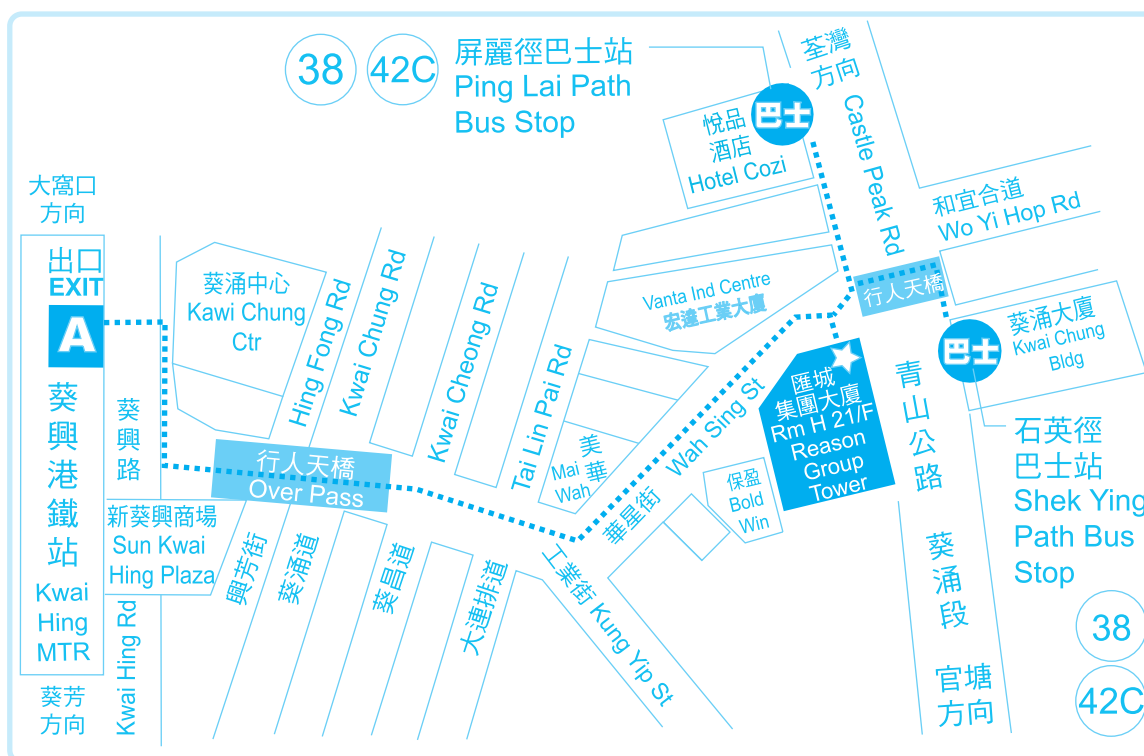 38
42C
屏麗徑巴士站
Ping Lai Path
Bus Stop
荃灣
方向
Castle Peak Rd
巴士
悅品
酒店
Hotel Cozi
和宜合道
Wo Yi Hop Rd
大窩口
方向
出口
EXIT
A
葵興港鐵站
Kwai
Hing
MTR
葵芳
方向
葵興路
Kwai Hing Rd
葵涌中心
Kawi Chung
Ctr
Hing Fong Rd
Kwai Chung Rd
Kwai Cheong Rd
Tai Lin Pai Rd
Vanta Ind Centre
宏達工業大廈
行人天橋
葵涌大廈
Kwai Chung
Bldg
巴士
行人天橋
Over Pass
美華
Mai
Wah
華星街 Wah Sing St
匯城
集團大廈
Rm H 21/F
Reason
Group
Tower
保盈
Bold
Win
新葵興商場
Sun Kwai
Hing Plaza
興芳街
葵涌道
葵昌道
大連排道
工業街 Kung Yip St
青山公路
葵涌段
官塘
方向
石英徑
巴士站
Shek Ying
Path Bus
Stop
38
42C